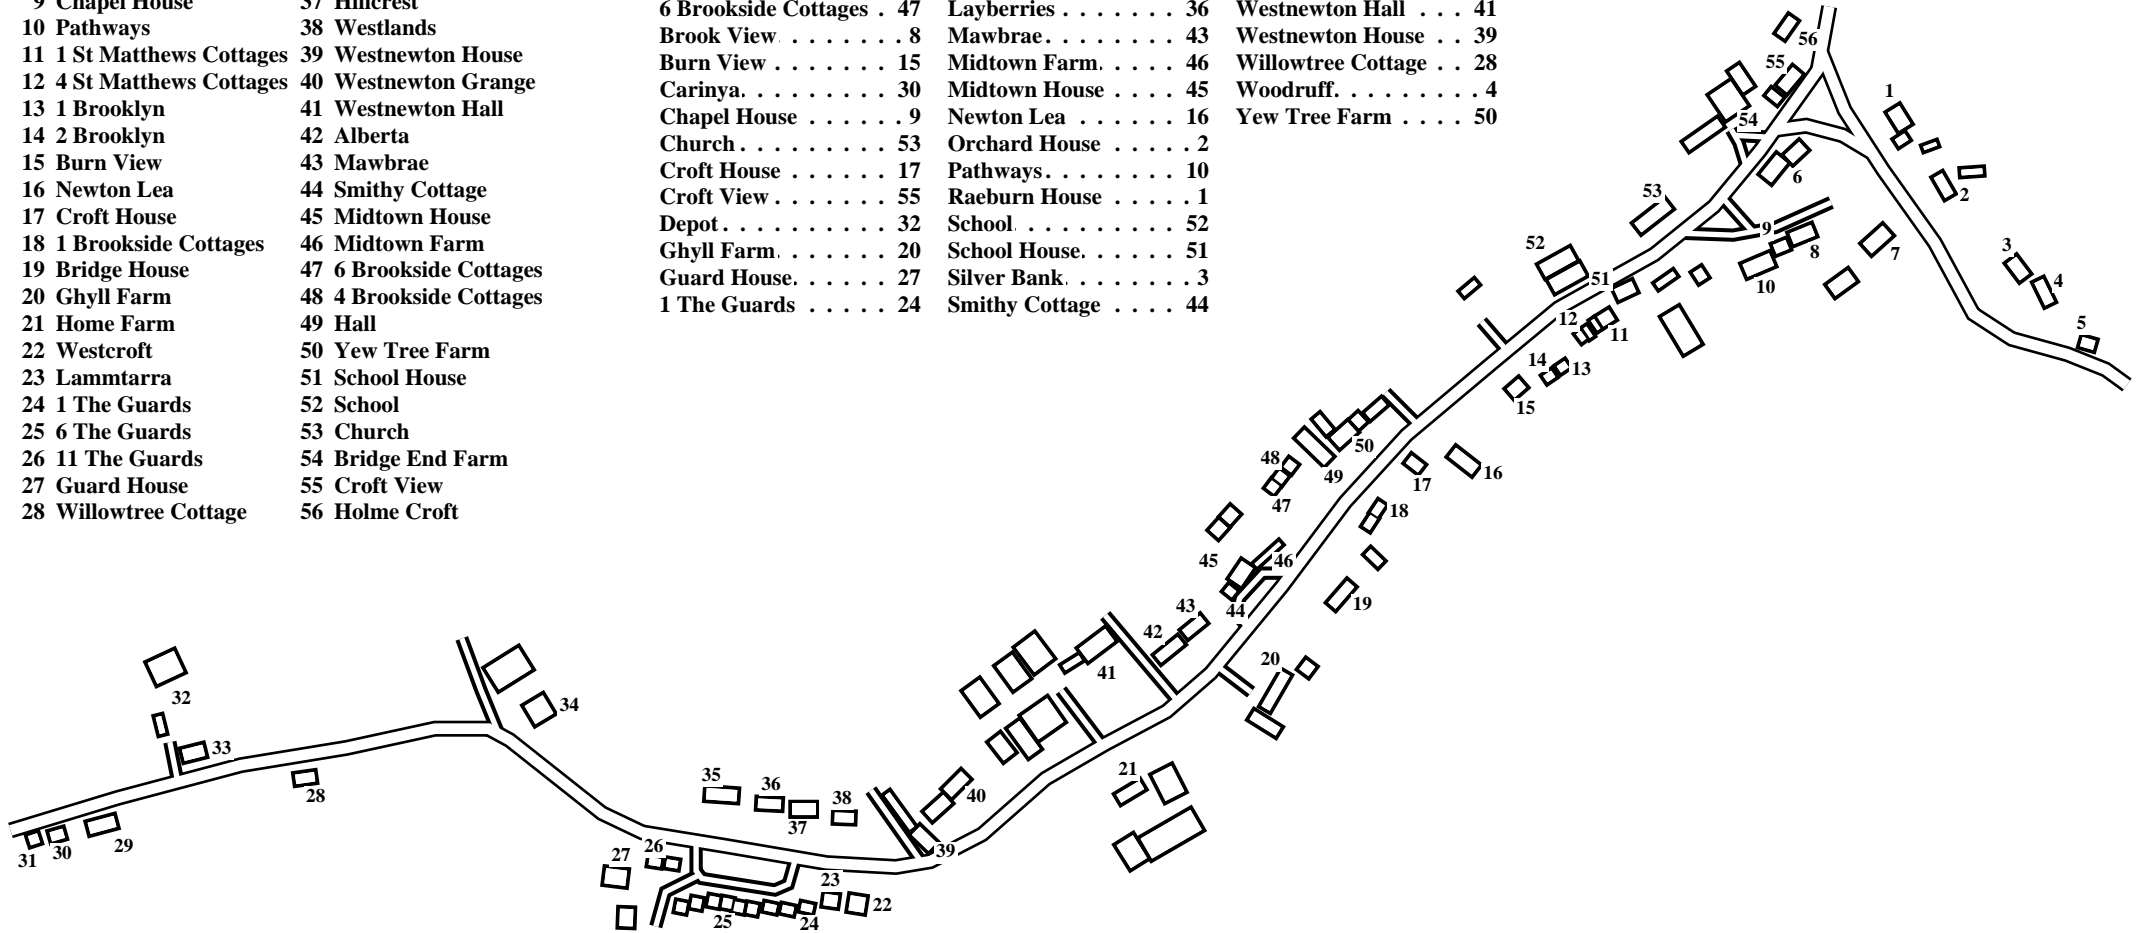 9 Chapel House
10 Pathways
11 1 St Matthews Cottages
12 4 St Matthews Cottages
13 1 Brooklyn
14 2 Brooklyn
15 Burn View
16 Newton Lea
17 Croft House
18 1 Brookside Cottages
19 Bridge House
20 Ghyll Farm
21 Home Farm
22 Westcroft
23 Lammtarra
24 1 The Guards
25 6 The Guards
26 11 The Guards
27 Guard House
28 Willowtree Cottage
37 Hillcrest
38 Westlands
39 Westnewton House
40 Westnewton Grange
41 Westnewton Hall
42 Alberta
43 Mawbrae
44 Smithy Cottage
45 Midtown House
46 Midtown Farm
47 6 Brookside Cottages
48 4 Brookside Cottages
49 Hall
50 Yew Tree Farm
51 School House
52 School
53 Church
54 Bridge End Farm
55 Croft View
56 Holme Croft
6 Brookside Cottages . 47
Brook View . . . . . . . . 8
Burn View . . . . . . . 15
Carinya. . . . . . . . . 30
Chapel House . . . . . . 9
Church . . . . . . . . . 53
Croft House . . . . . . 17
Croft View . . . . . . . 55
Depot . . . . . . . . . . 32
Ghyll Farm. . . . . . . 20
Guard House. . . . . . 27
1 The Guards . . . . . 24
Layberries . . . . . . . 36
Mawbrae . . . . . . . . 43
Midtown Farm. . . . . 46
Midtown House . . . . 45
Newton Lea . . . . . . 16
Orchard House . . . . . 2
Pathways . . . . . . . . 10
Raeburn House . . . . . 1
School. . . . . . . . . . 52
School House. . . . . . 51
Silver Bank. . . . . . . . 3
Smithy Cottage . . . . 44
Westnewton Hall . . . 41
Westnewton House . . 39
Willowtree Cottage . . 28
Woodruff. . . . . . . . . 4
Yew Tree Farm . . . . 50
56
55
1
54
6
2
53
9
8
7
52
3
51
10
4
12
11
5
14
13
15
50
48
49
16
47
17
18
45
46
44
19
43
42
20
41
32
34
33
21
28
35
36
40
38
37
31
30
29
27
26
39
23
22
25
24